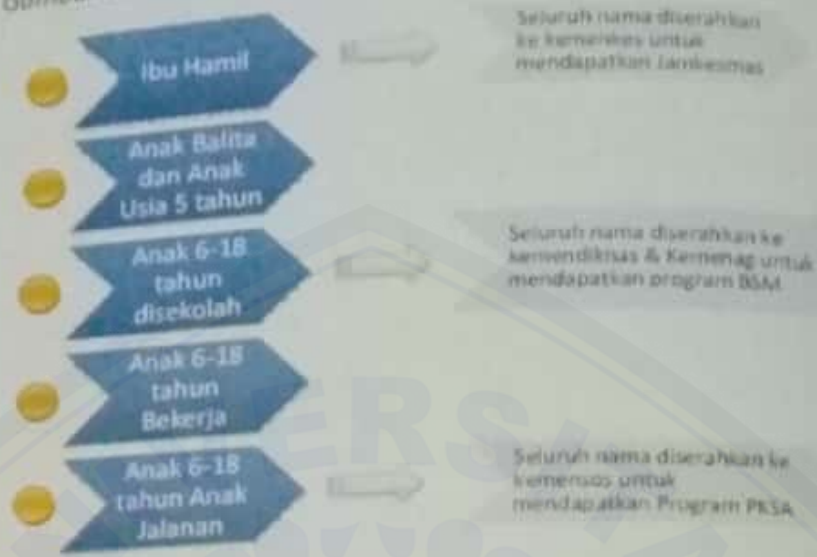 Ibu Hamil
Seluruh nama diserahkan
ke kemenkes untuk
mendapatkan Jamkesmas
Anak Balita
dan Anak
Usia 5 tahun
Anak 6-18
tahun
disekolah
Seluruh nama diserahkan ke
kemendiknas & Kemenag untuk
mendapatkan program BSM
Anak 6-18
tahun
Bekerja
Anak 6-18
tahun Anak
Jalanan
Seluruh nama diserahkan ke
kemensos untuk
mendapatkan Program PKSA